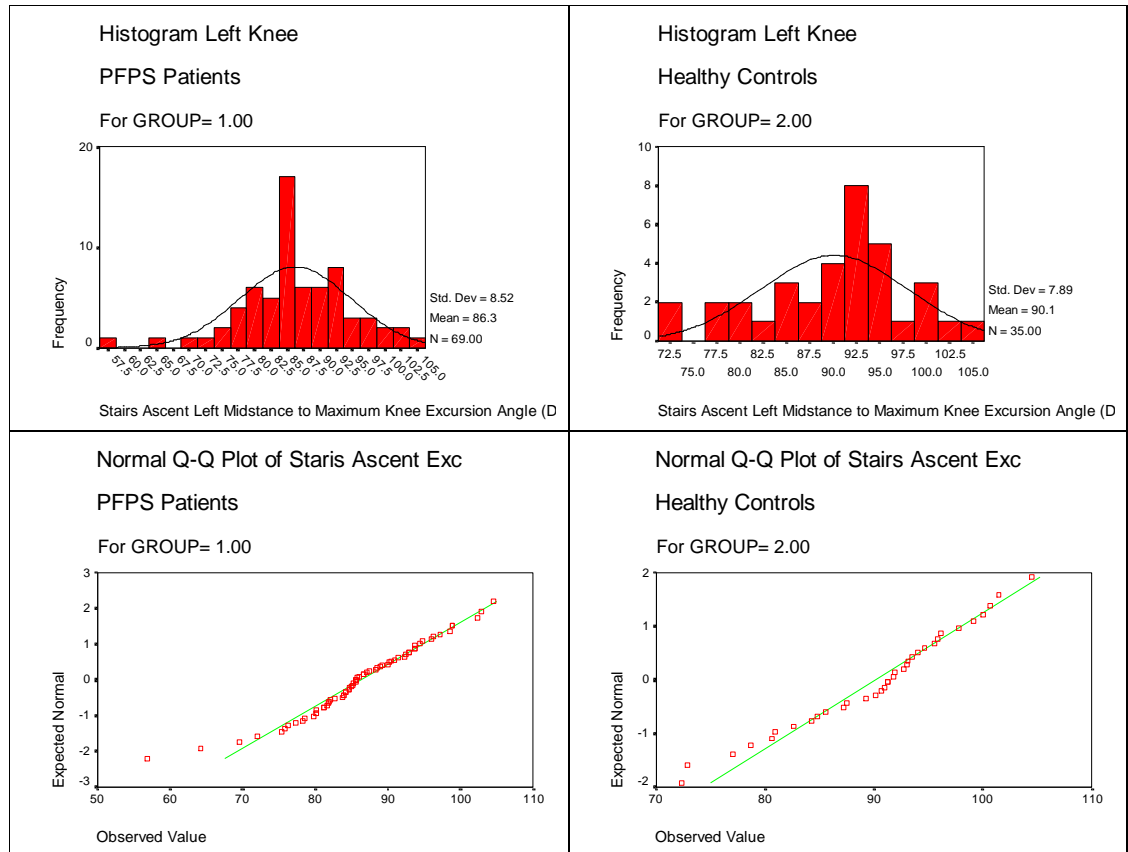 Histogram Left Knee
PFPS Patients
For GROUP= 1.00
20
10
0
Frequency
57.5 60.0 62.5 65.0 67.5 70.0 72.5 75.0 77.5 80.0 82.5 85.0 87.5 90.0 92.5 95.0 97.5 100.0 102.5 105.0
Std. Dev = 8.52
Mean = 86.3
N = 69.00
Stairs Ascent Left Midstance to Maximum Knee Excursion Angle (D
Histogram Left Knee
Healthy Controls
For GROUP= 2.00
10
8
6
4
2
0
Frequency
72.5 77.5 82.5 87.5 92.5 97.5 102.5
75.0 80.0 85.0 90.0 95.0 100.0 105.0
Std. Dev = 7.89
Mean = 90.1
N = 35.00
Stairs Ascent Left Midstance to Maximum Knee Excursion Angle (D
Normal Q-Q Plot of Staris Ascent Exc
PFPS Patients
For GROUP= 1.00
3
2
1
0
-1
-2
-3
Expected Normal
50 60 70 80 90 100 110
Observed Value
Normal Q-Q Plot of Stairs Ascent Exc
Healthy Controls
For GROUP= 2.00
2
1
0
-1
-2
Expected Normal
70 80 90 100 110
Observed Value